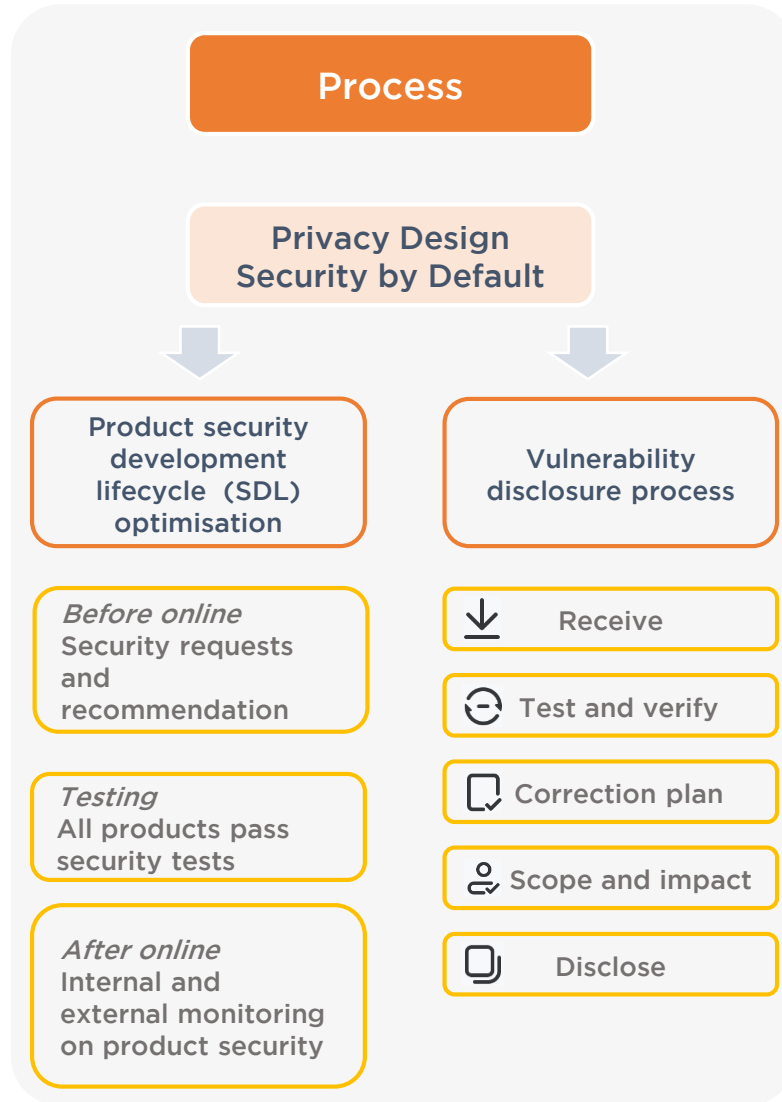 Process
Privacy Design
Security by Default
Product security
development
lifecycle (SDL)
optimisation
Before online
Security requests
and
recommendation
Testing
All products pass
security tests
After online
Internal and
external monitoring
on product security
Vulnerability
disclosure process
Receive
Test and verify
Correction plan
Scope and impact
Disclose